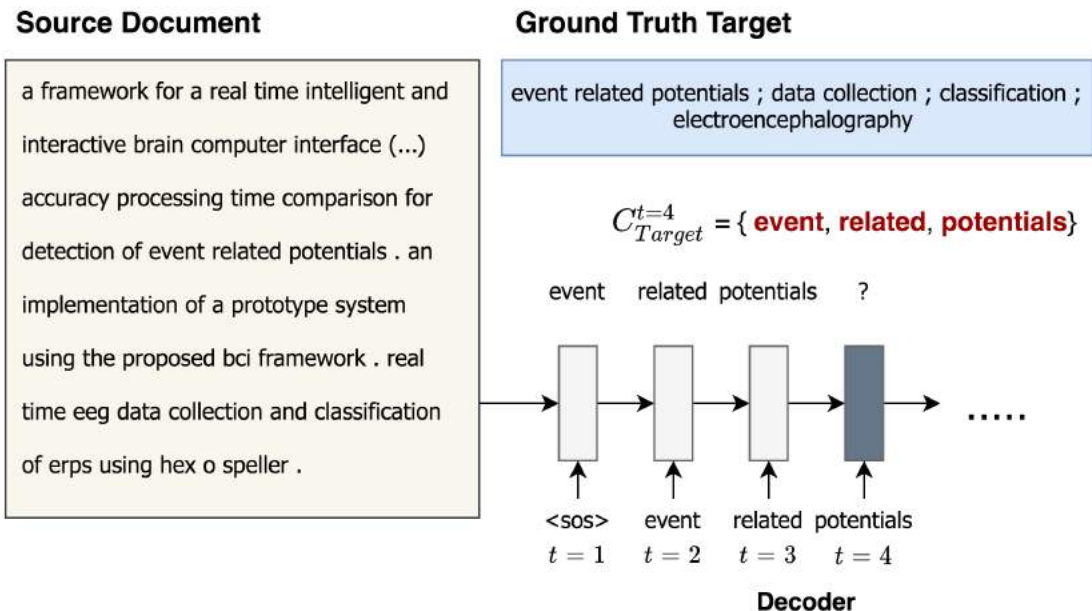 Source Document
a framework for a real time intelligent and
interactive brain computer interface (...)
accuracy processing time comparison for
detection of event related potentials . an
implementation of a prototype system
using the proposed bci framework . real
time eeg data collection and classification
of erps using hex o speller .
Ground Truth Target
event related potentials ; data collection ; classification ;
electroencephalography
C_{Target}^{t=4} = { event, related, potentials}
event related potentials ?
.....
<sos> event related potentials
t = 1 t = 2 t = 3 t = 4
Decoder